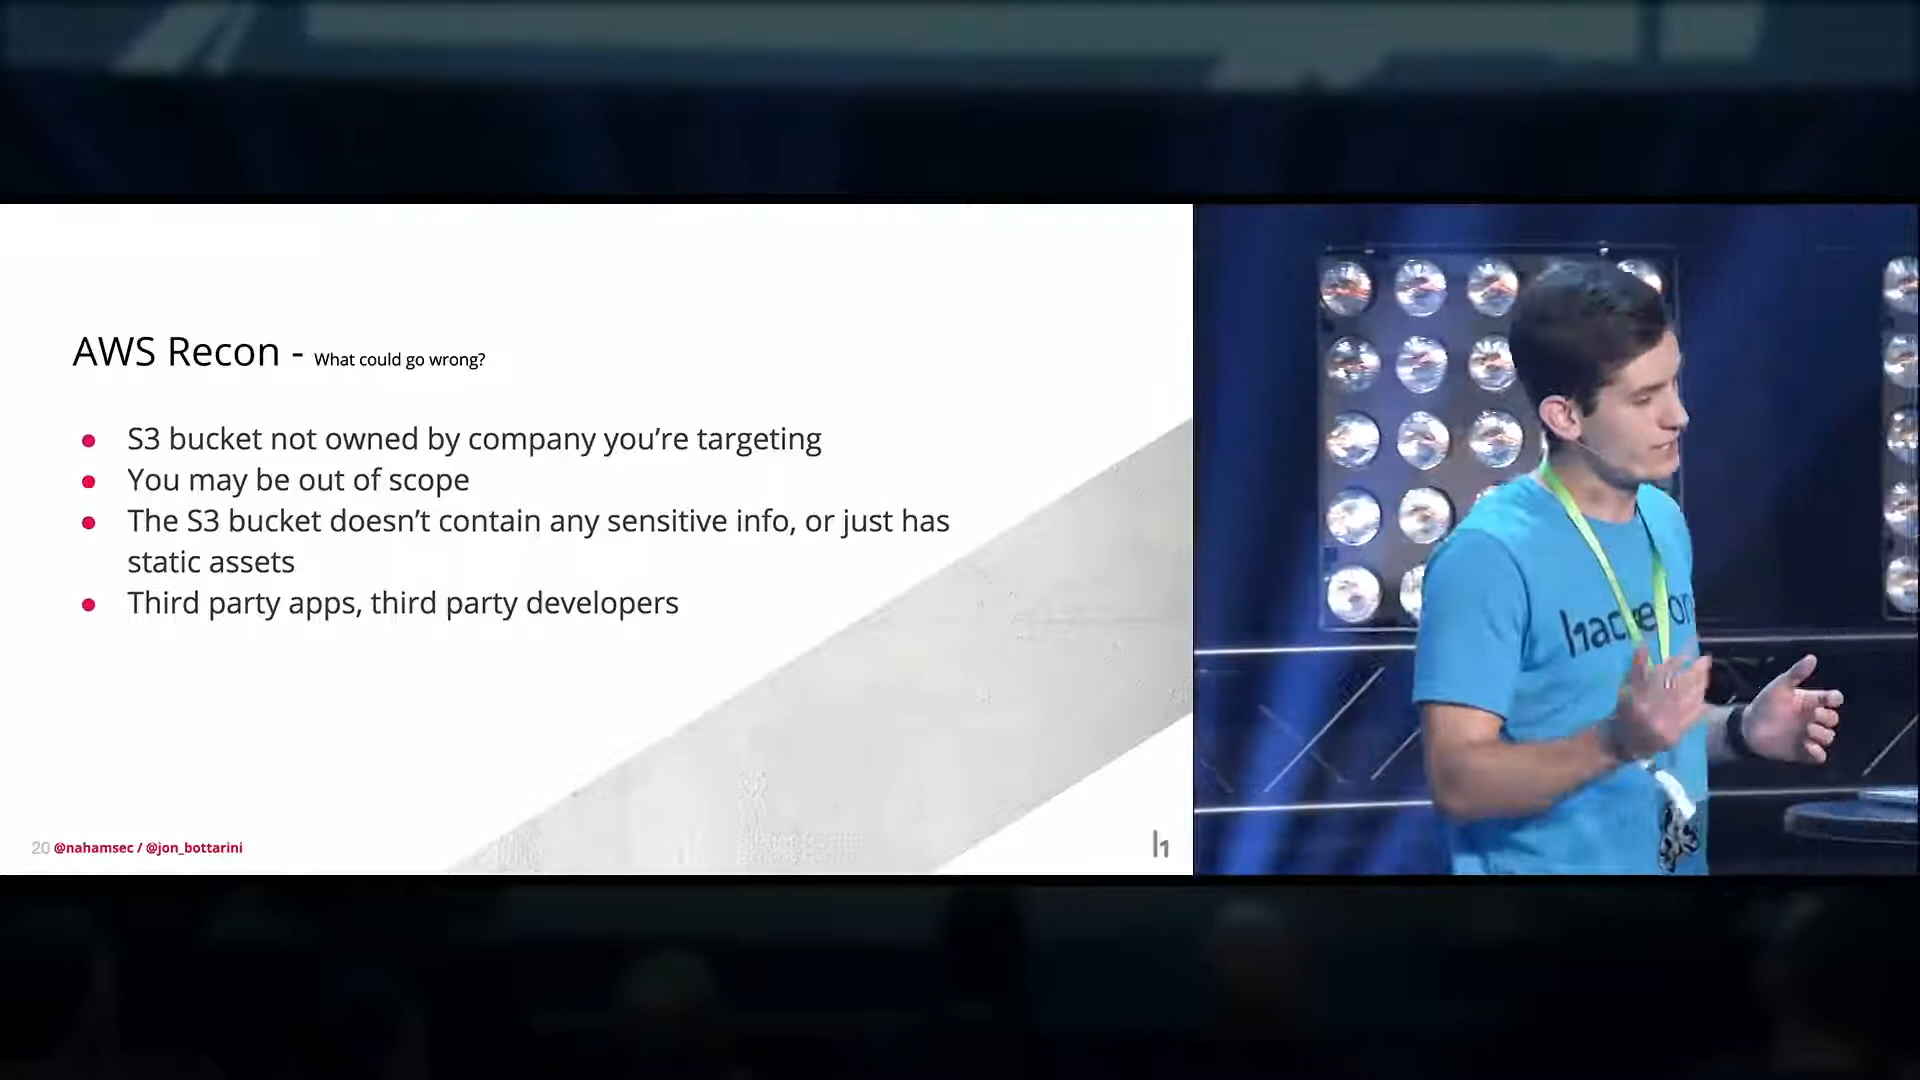 AWS Recon - What could go wrong?
● S3 bucket not owned by company you’re targeting
● You may be out of scope
● The S3 bucket doesn’t contain any sensitive info, or just has
static assets
● Third party apps, third party developers
20 @nahamsec / @jon_bottarini
h1